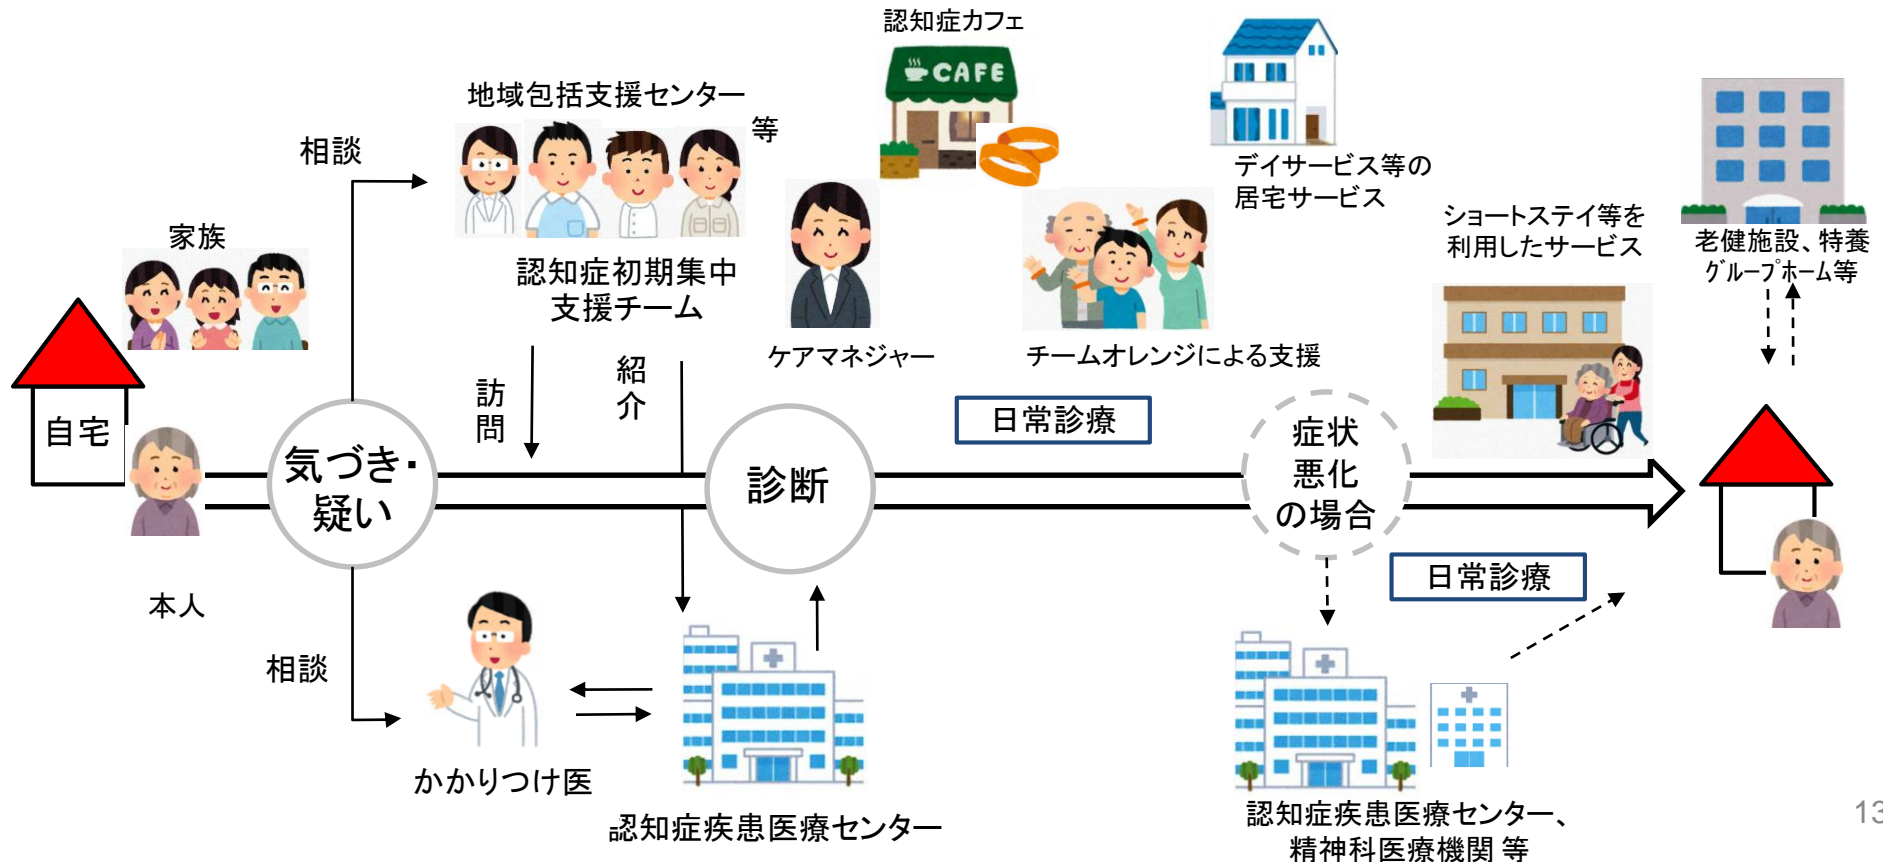 認知症カフェ
CAFE
地域包括支援センター
等
相談
デイサービス等の
居宅サービス
家族
ショートステイ等を
利用したサービス
老健施設、特養
グループホーム等
認知症初期集中
支援チーム
ケアマネジャー
チームオレンジによる支援
訪問
紹介
日常診療
自宅
気づき・
疑い
診断
症状
悪化
の場合
日常診療
本人
相談
かかりつけ医
認知症疾患医療センター
認知症疾患医療センター、
精神科医療機関 等
13